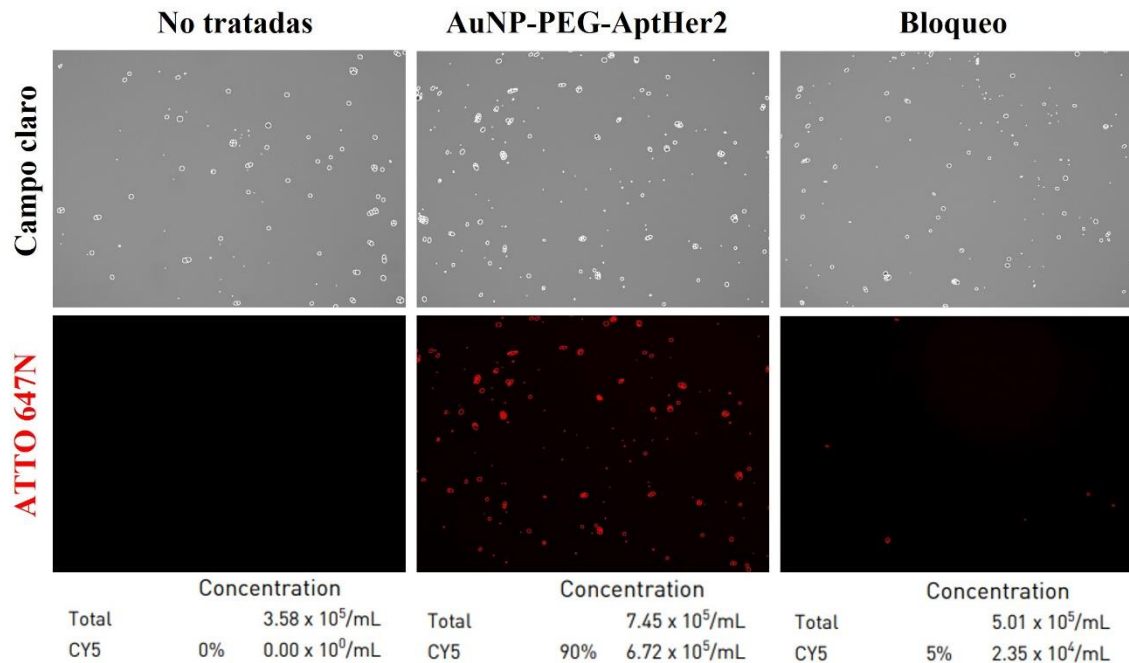 No tratadas
AuNP-PEG-AptHer2
Bloqueo
Campo claro
ATTO 647N
Concentration
Total 3.58 x 10⁵/mL
CY5 0% 0.00 x 10⁰/mL
Concentration
Total 7.45 x 10⁵/mL
CY5 90% 6.72 x 10⁵/mL
Concentration
Total 5.01 x 10⁵/mL
CY5 5% 2.35 x 10⁴/mL